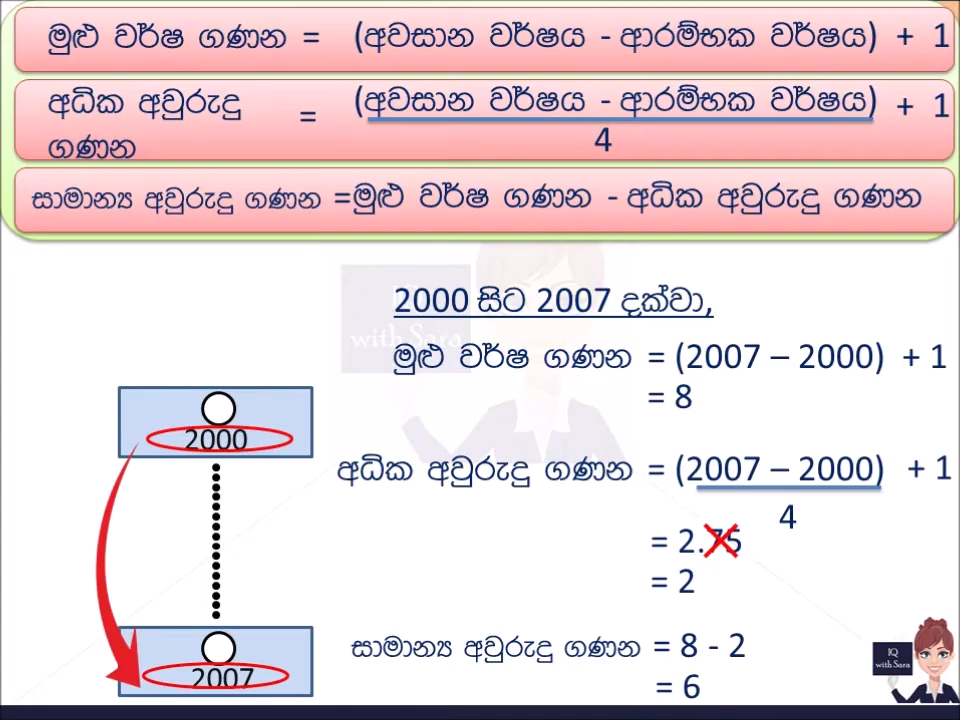 මුළු වර්ෂ ගණන = (අවසාන වර්ෂය - ආරම්භක වර්ෂය) + 1
අධික අවුරුදු ගණන = (අවසාන වර්ෂය - ආරම්භක වර්ෂය) + 1
4
සාමාන්‍ය අවුරුදු ගණන =මුළු වර්ෂ ගණන - අධික අවුරුදු ගණන
2000 සිට 2007 දක්වා,
IQ
with Sara
මුළු වර්ෂ ගණන = (2007 – 2000) + 1
= 8
2000
අධික අවුරුදු ගණන = (2007 – 2000) + 1
4
= 2.75
= 2
2007
සාමාන්‍ය අවුරුදු ගණන = 8 - 2
= 6
IQ
with Sara